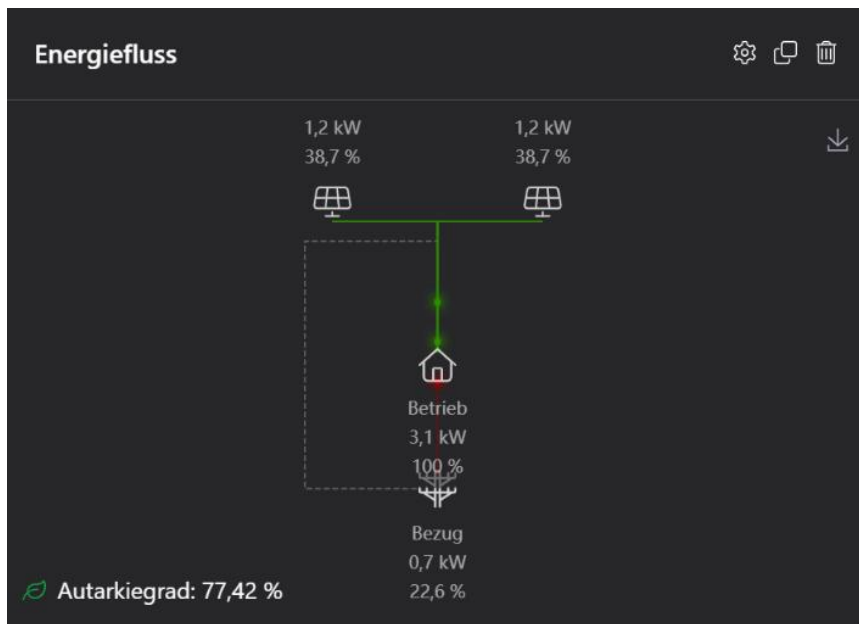 Energiefluss
1,2 kW
38,7 %
1,2 kW
38,7 %
Betrieb
3,1 kW
100 %
Bezug
0,7 kW
22,6 %
Autarkiegrad: 77,42 %